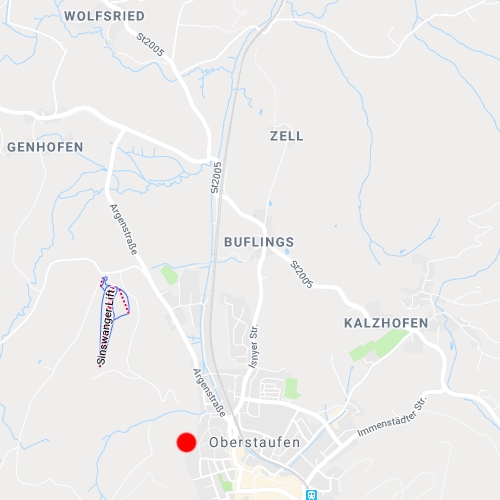 WOLFSRIED
St2005
ZELL
GENHOFEN
St2005
Argenstraße
BUFLINGS
St2005
Sinswanger Lift
KALZHOFEN
Isnyer Str.
Argenstraße
Immenstädter Str.
Oberstaufen